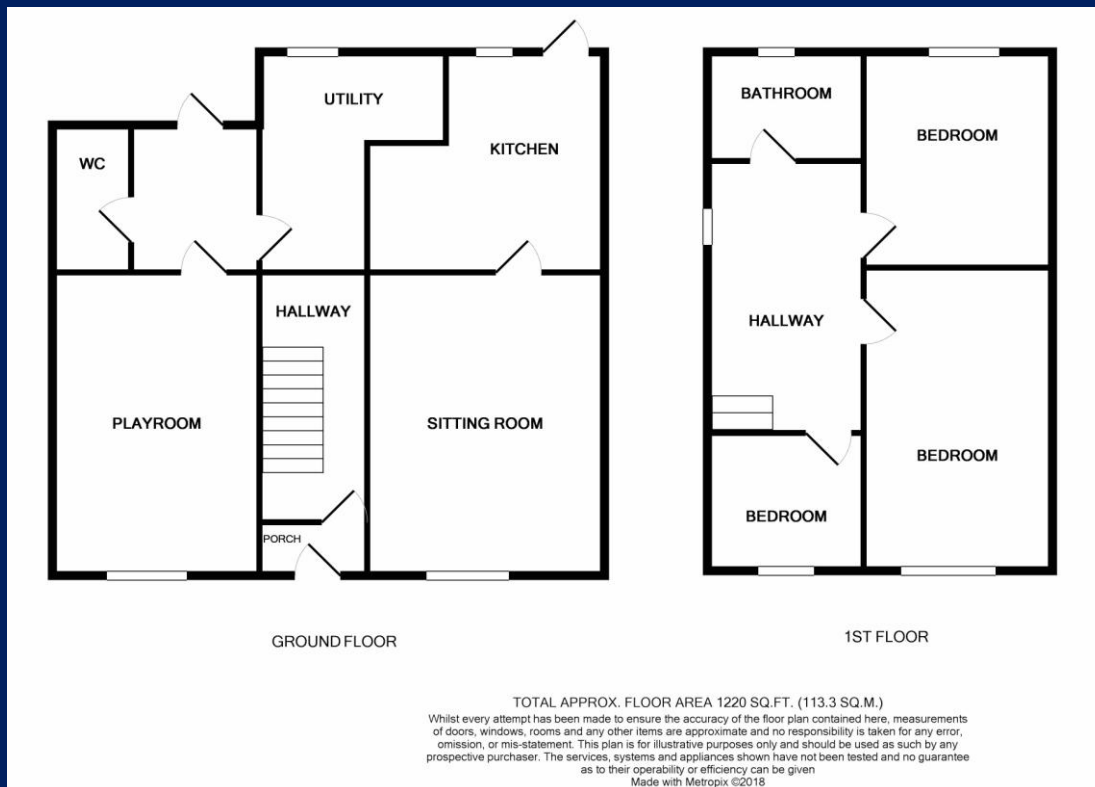 UTILITY
KITCHEN
WC
HALLWAY
PLAYROOM
SITTING ROOM
PORCH
GROUND FLOOR
BATHROOM
BEDROOM
HALLWAY
BEDROOM
BEDROOM
1ST FLOOR
TOTAL APPROX. FLOOR AREA 1220 SQ.FT. (113.3 SQ.M.)
Whilst every attempt has been made to ensure the accuracy of the floor plan contained here, measurements
of doors, windows, rooms and any other items are approximate and no responsibility is taken for any error,
omission, or mis-statement. This plan is for illustrative purposes only and should be used as such by any
prospective purchaser. The services, systems and appliances shown have not been tested and no guarantee
as to their operability or efficiency can be given
Made with Metropix ©2018